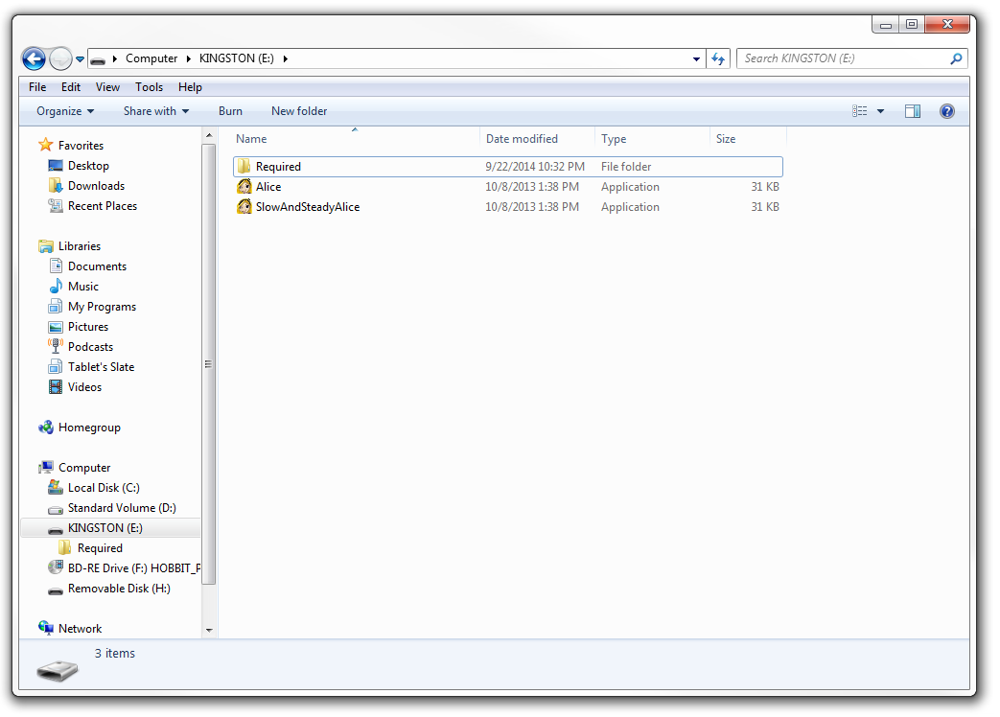 Computer KINGSTON (E:) Search KINGSTON (E:)
File Edit View Tools Help
Organize Share with Burn New folder
Name Date modified Type Size
Required 9/22/2014 10:32 PM File folder
Alice 10/8/2013 1:38 PM Application 31 KB
SlowAndSteadyAlice 10/8/2013 1:38 PM Application 31 KB
Favorites
Desktop
Downloads
Recent Places
Libraries
Documents
Music
My Programs
Pictures
Podcasts
Tablet's Slate
Videos
Homegroup
Computer
Local Disk (C:)
Standard Volume (D:)
KINGSTON (E:)
Required
BD-RE Drive (F:) HOBBIT_P
Removable Disk (H:)
Network
3 items